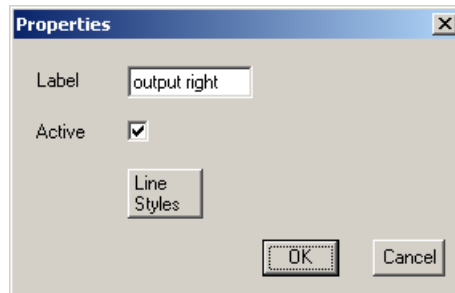 Properties
Label output right
Active
Line
Styles
OK Cancel